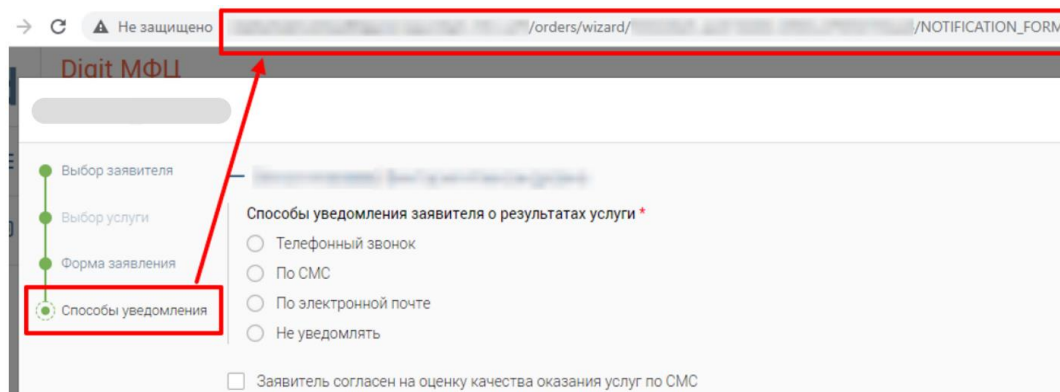 Не защищено /orders/wizard/ /NOTIFICATION_FORM
Digit МФЦ
Выбор заявителя
Выбор услуги
Форма заявления
Способы уведомления
Способы уведомления заявителя о результатах услуги *
Телефонный звонок
По СМС
По электронной почте
Не уведомлять
Заявитель согласен на оценку качества оказания услуг по СМС